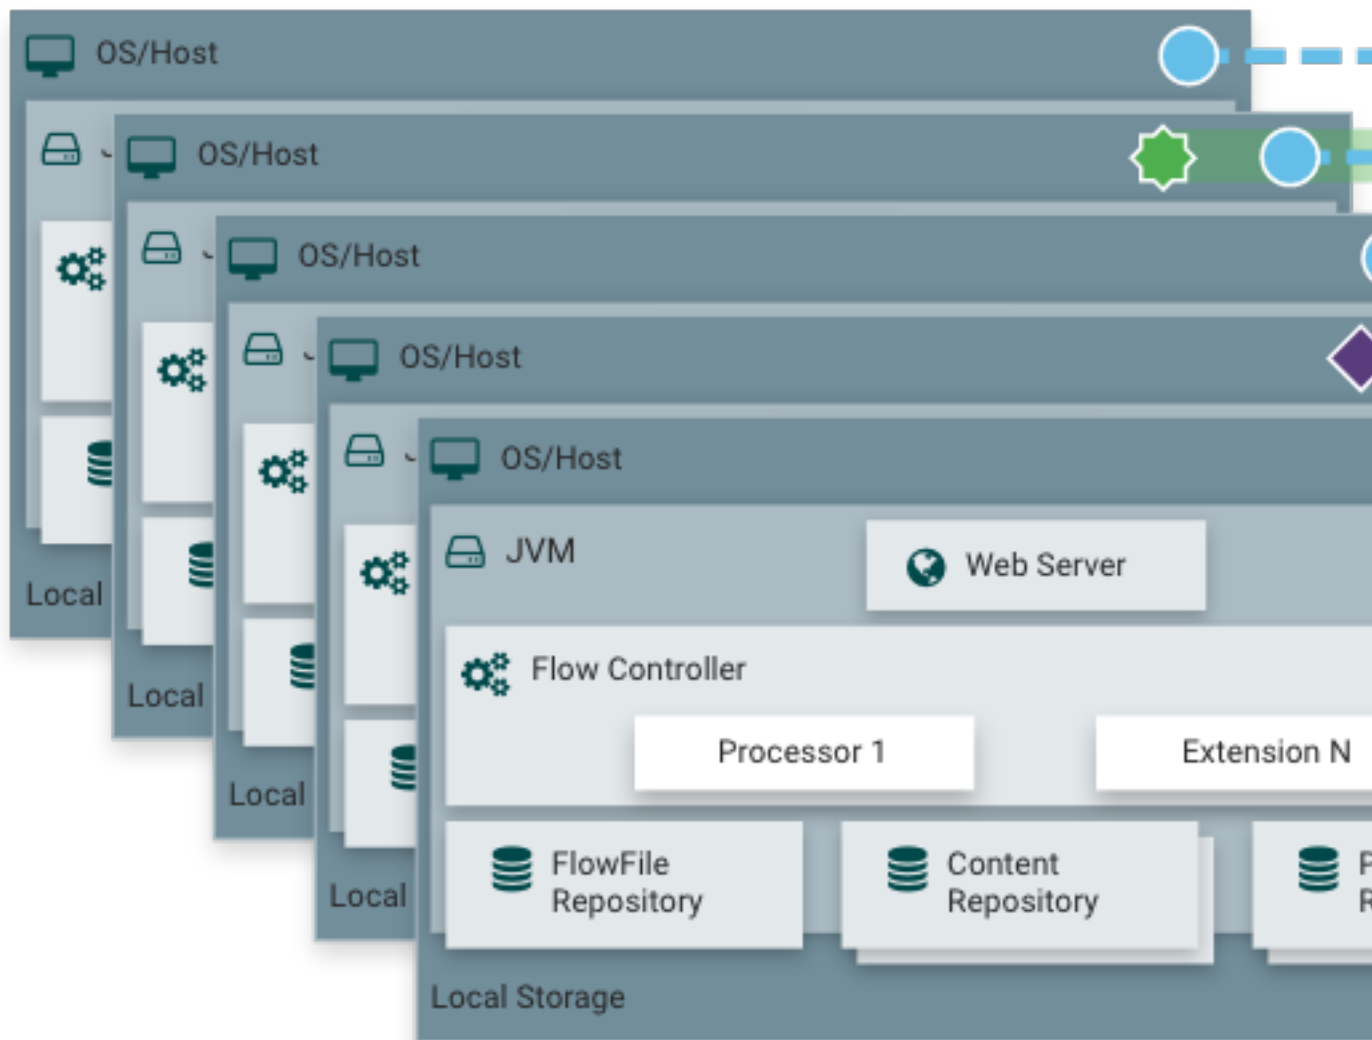 OS/Host
OS/Host
OS/Host
OS/Host
OS/Host
JVM
Web Server
Flow Controller
Processor 1
Extension N
FlowFile
Repository
Content
Repository
Local
Local
Local
Local
Local Storage